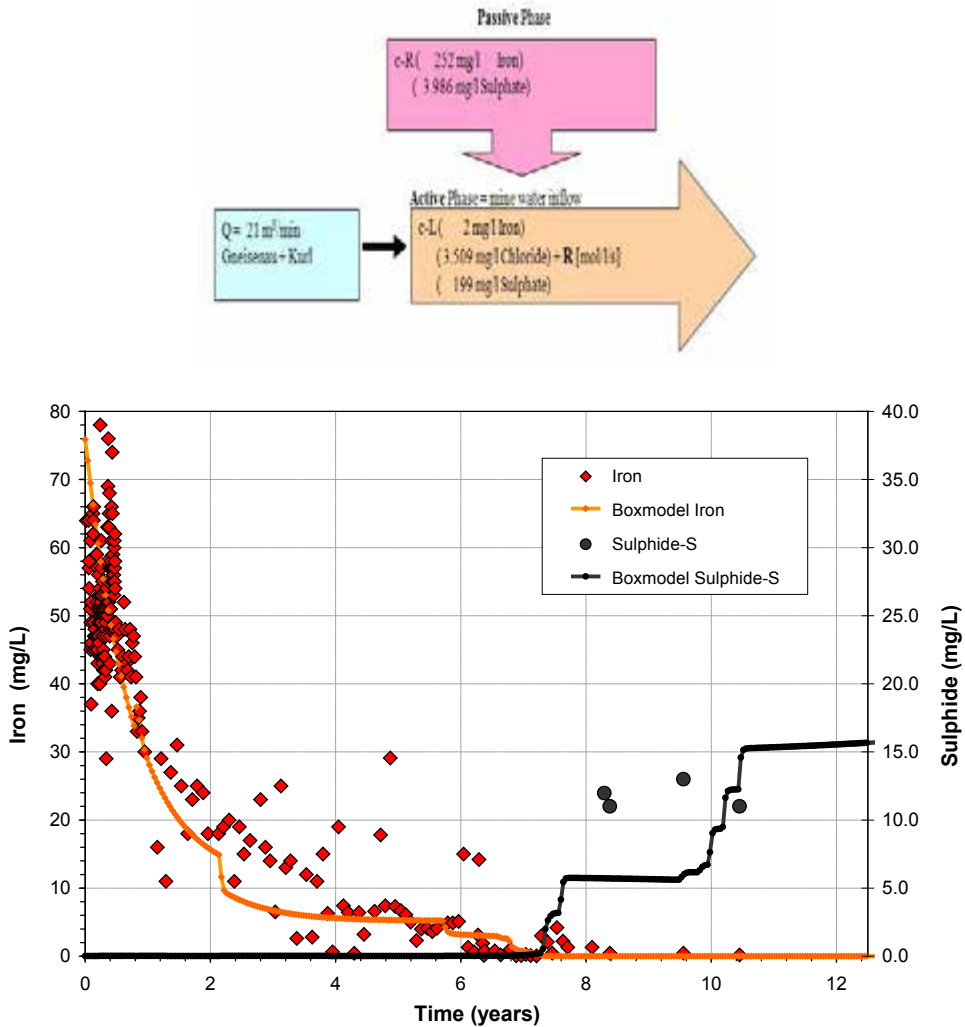 Passive Phase
c-R ( 252 mg/l Iron)
( 3.986 mg/l Sulphate)
Active Phase = mine water inflow
Q = 21 m³/min
Gneisenau + Kurl
c-L ( 2 mg/l Iron)
(3.509 mg/l Chloride) + R [mol/s]
( 199 mg/l Sulphate)
80
70
60
50
40
30
20
10
0
Iron (mg/L)
40.0
35.0
30.0
25.0
20.0
15.0
10.0
5.0
0.0
Sulphide (mg/L)
Iron
Boxmodel Iron
Sulphide-S
Boxmodel Sulphide-S
0 2 4 6 8 10 12
Time (years)